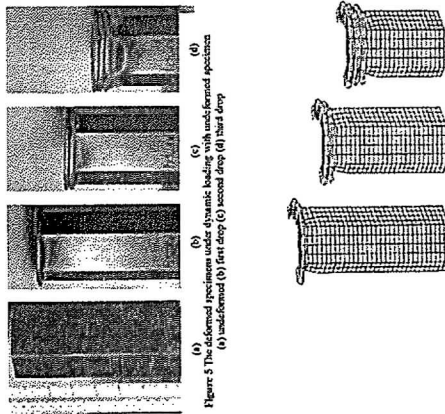 (a)
(b)
(c)
(d)
Figure 5 The deformed specimens under dynamic loading with undeformed specimen
(a) undeformed (b) first drop (c) second drop (d) third drop